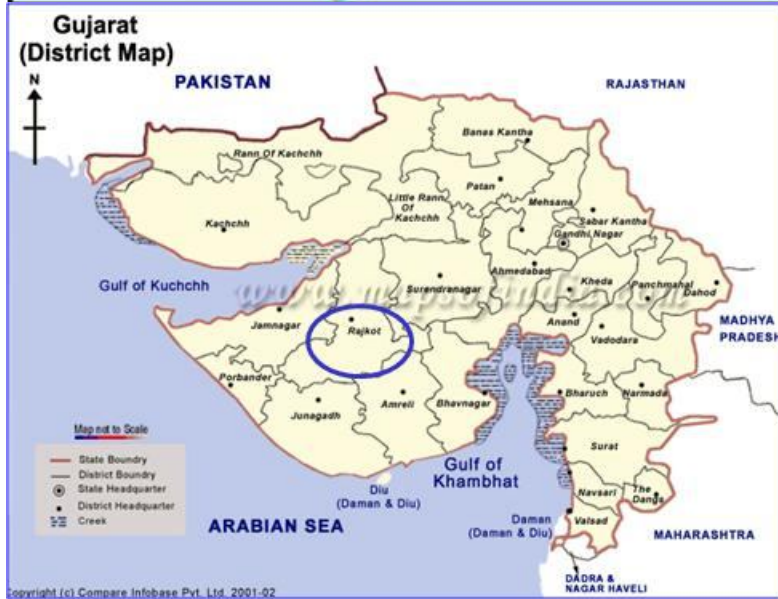 Gujarat
(District Map)
N
PAKISTAN
RAJASTHAN
Banas Kantha
Rann Of Kachchh
Patan
Mehsana
Little Rann
Of
Kachchh
Sabar Kantha
Kachchh
Gandhi Nagar
Ahmedabad
Gulf of Kuchchh
Surendranagar
Kheda
Panchmahal
Dahod
www.mapsofindia.com
Jamnagar
Rajkot
Anand
MADHYA
PRADESH
Vadodara
Porbander
Junagadh
Amreli
Bhavnagar
Bharuch
Narmada
Map not to Scale
State Boundry
District Boundry
State Headquarter
District Headquarter
Creek
Surat
Gulf of
Khambhat
Diu
(Daman & Diu)
Navsari
The
Dangs
ARABIAN SEA
Daman
(Daman & Diu)
Valsad
MAHARASHTRA
DADRA &
NAGAR HAVELI
Copyright (c) Compare Infobase Pvt. Ltd. 2001-02